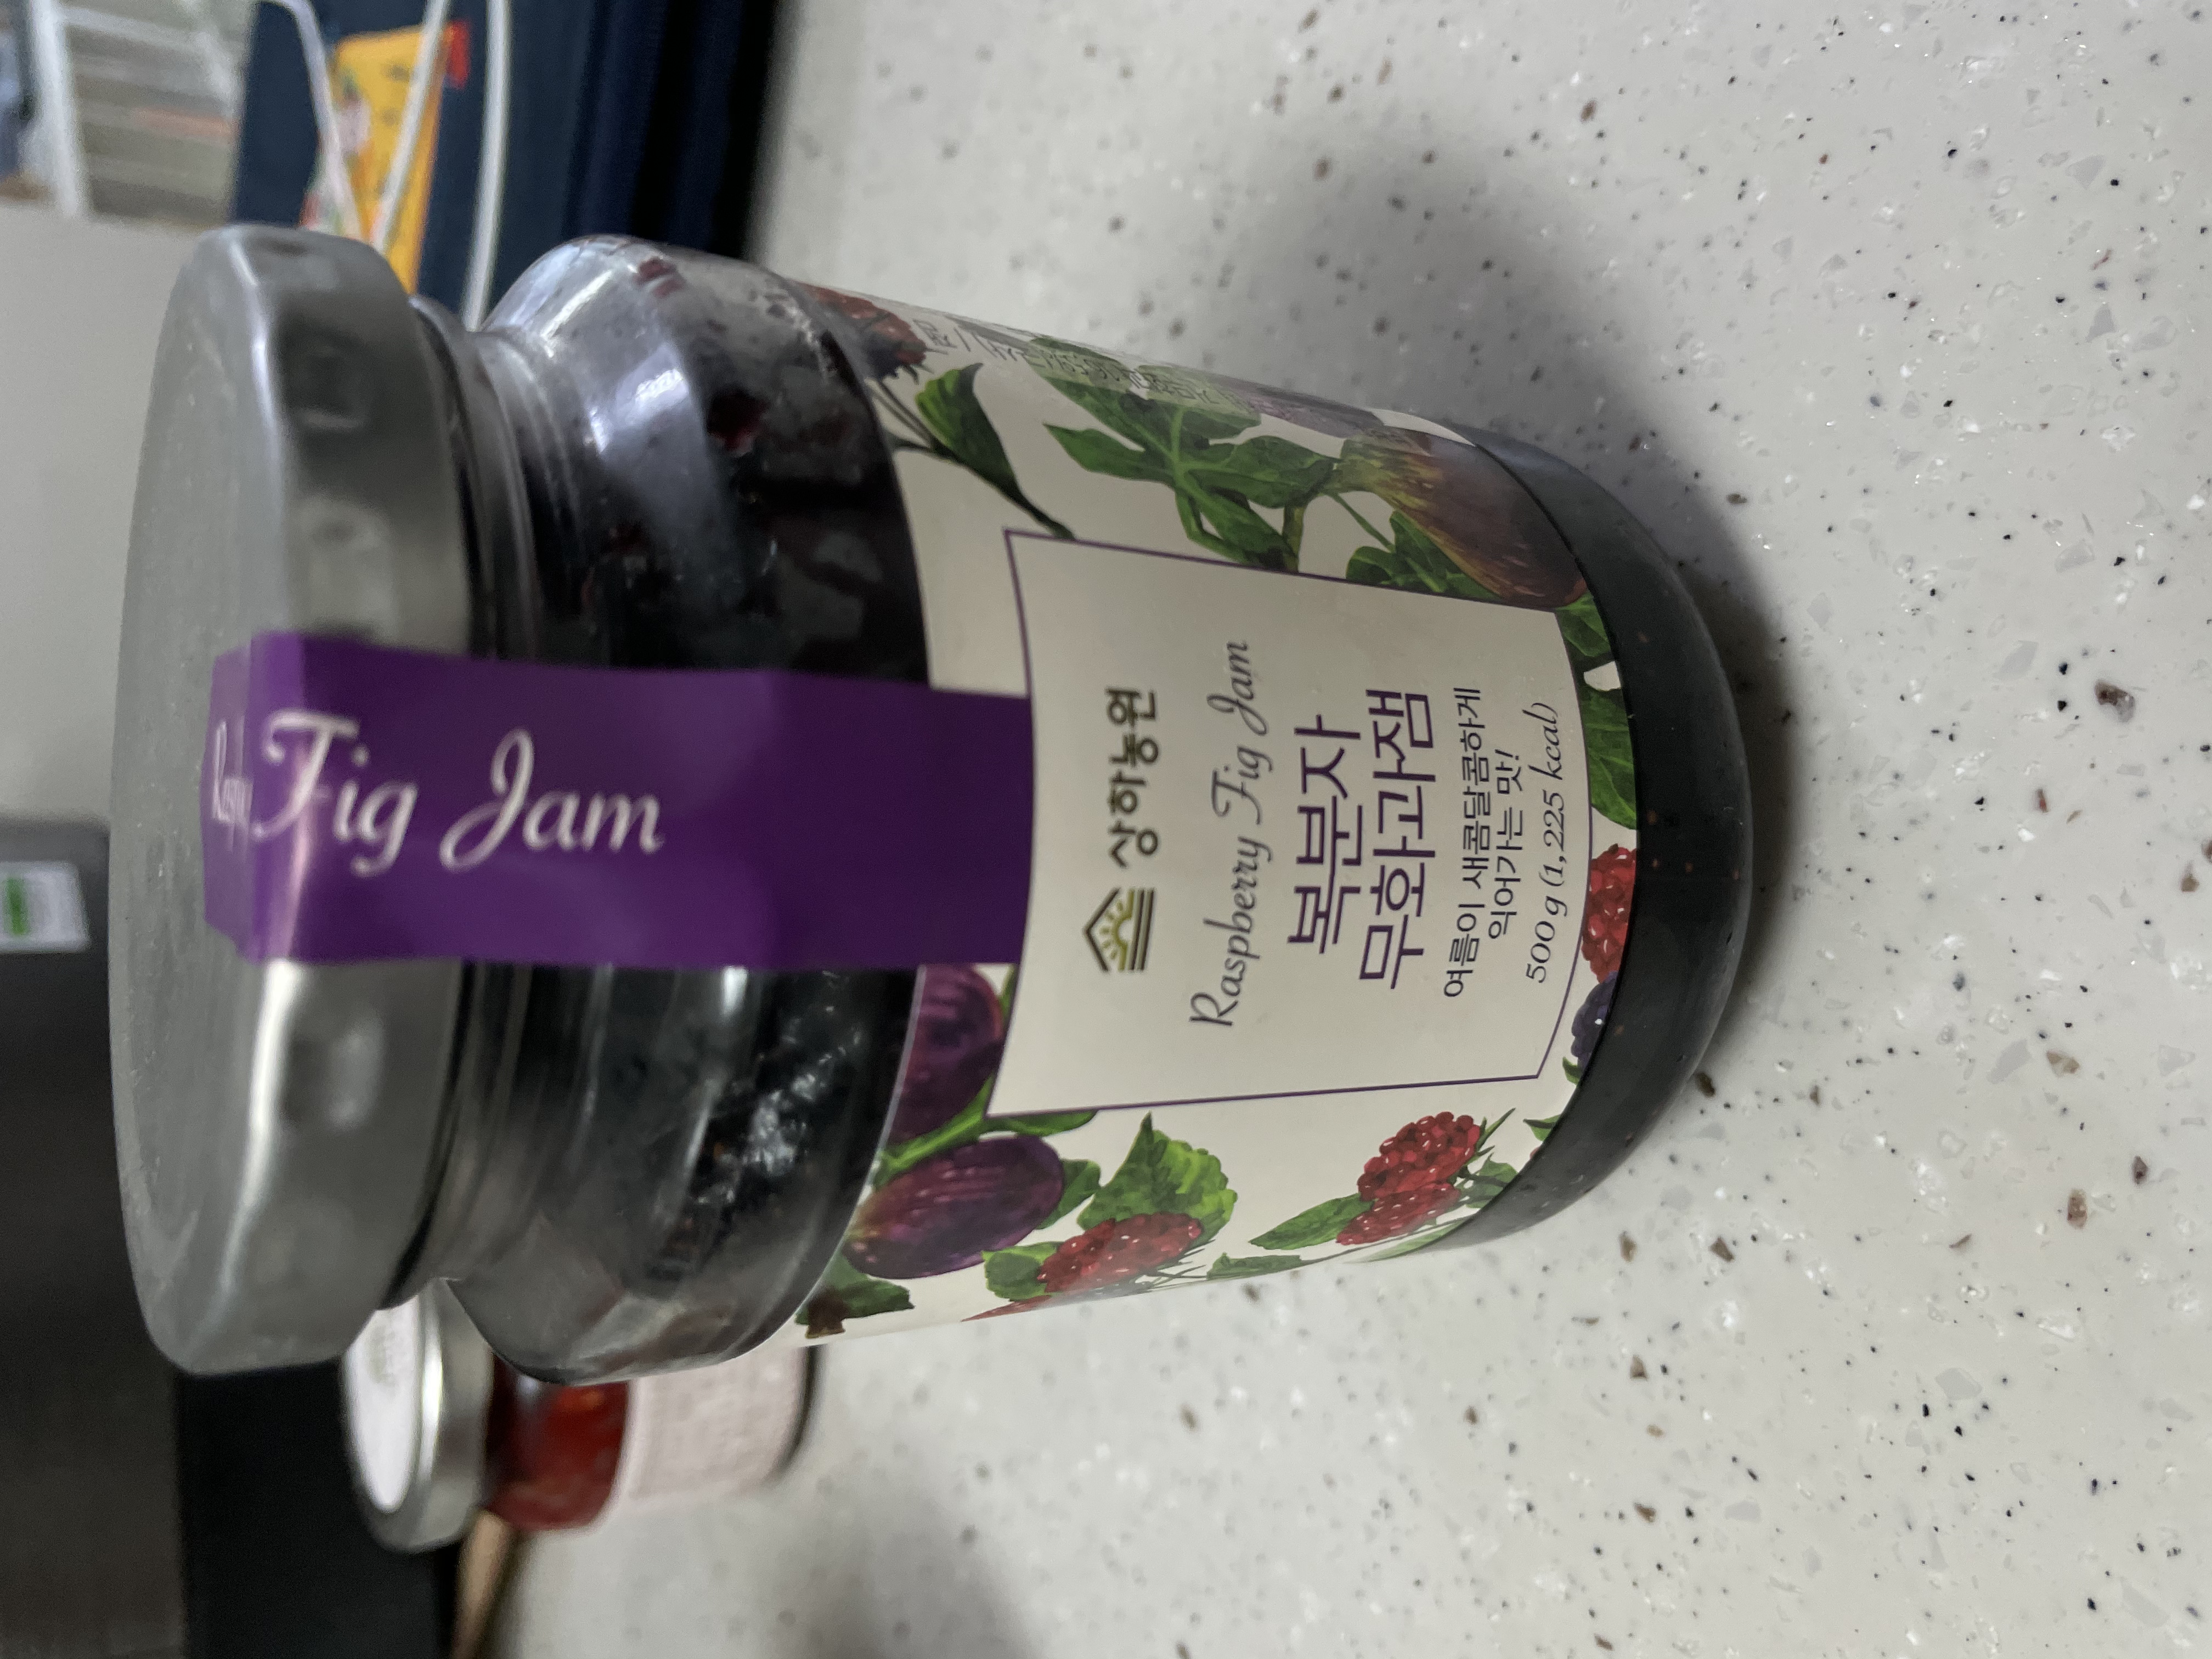 Fig Jam
상하농원
Raspberry Fig Jam
복분자
무화과잼
여름이 새콤달콤하게
익어가는 맛!
500 g (1,225 kcal)